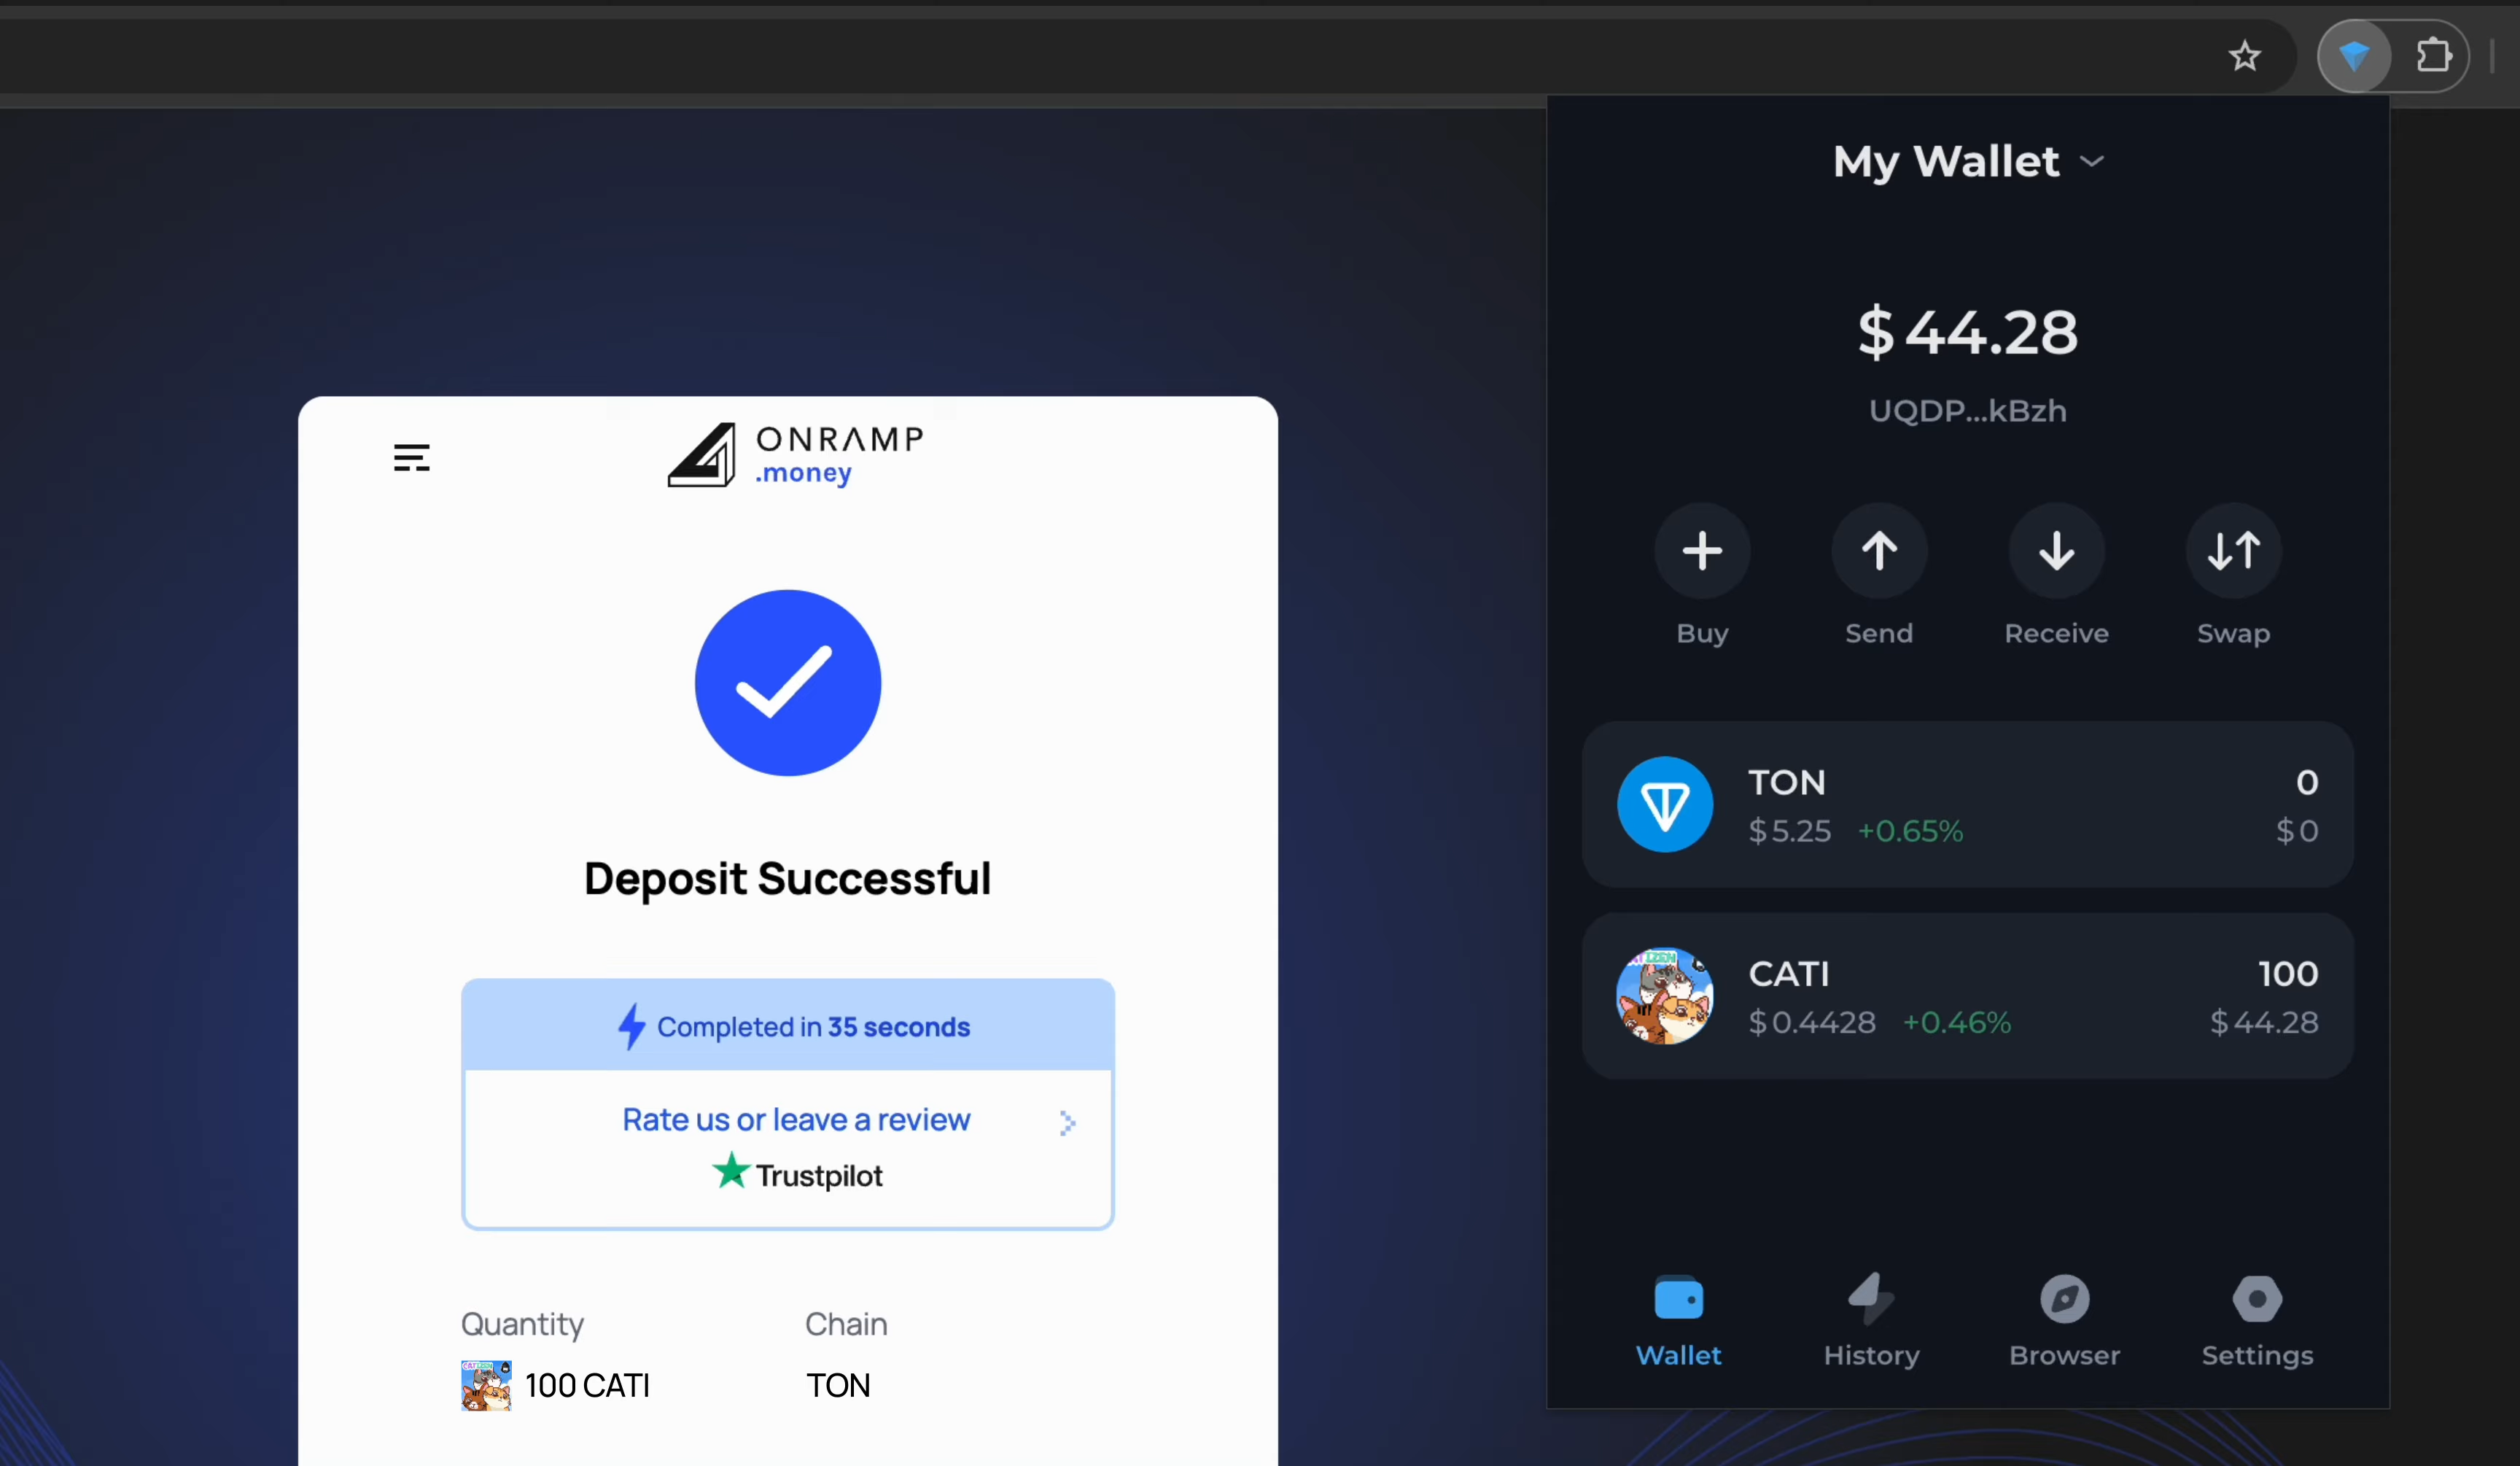 ONRAMP
.money
Deposit Successful
Completed in 35 seconds
Rate us or leave a review
Trustpilot
Quantity
Chain
100 CATI
TON
My Wallet
$44.28
UQDP...kBzh
Buy
Send
Receive
Swap
TON
0
$5.25 +0.65%
$0
CATI
100
$0.4428 +0.46%
$44.28
Wallet
History
Browser
Settings